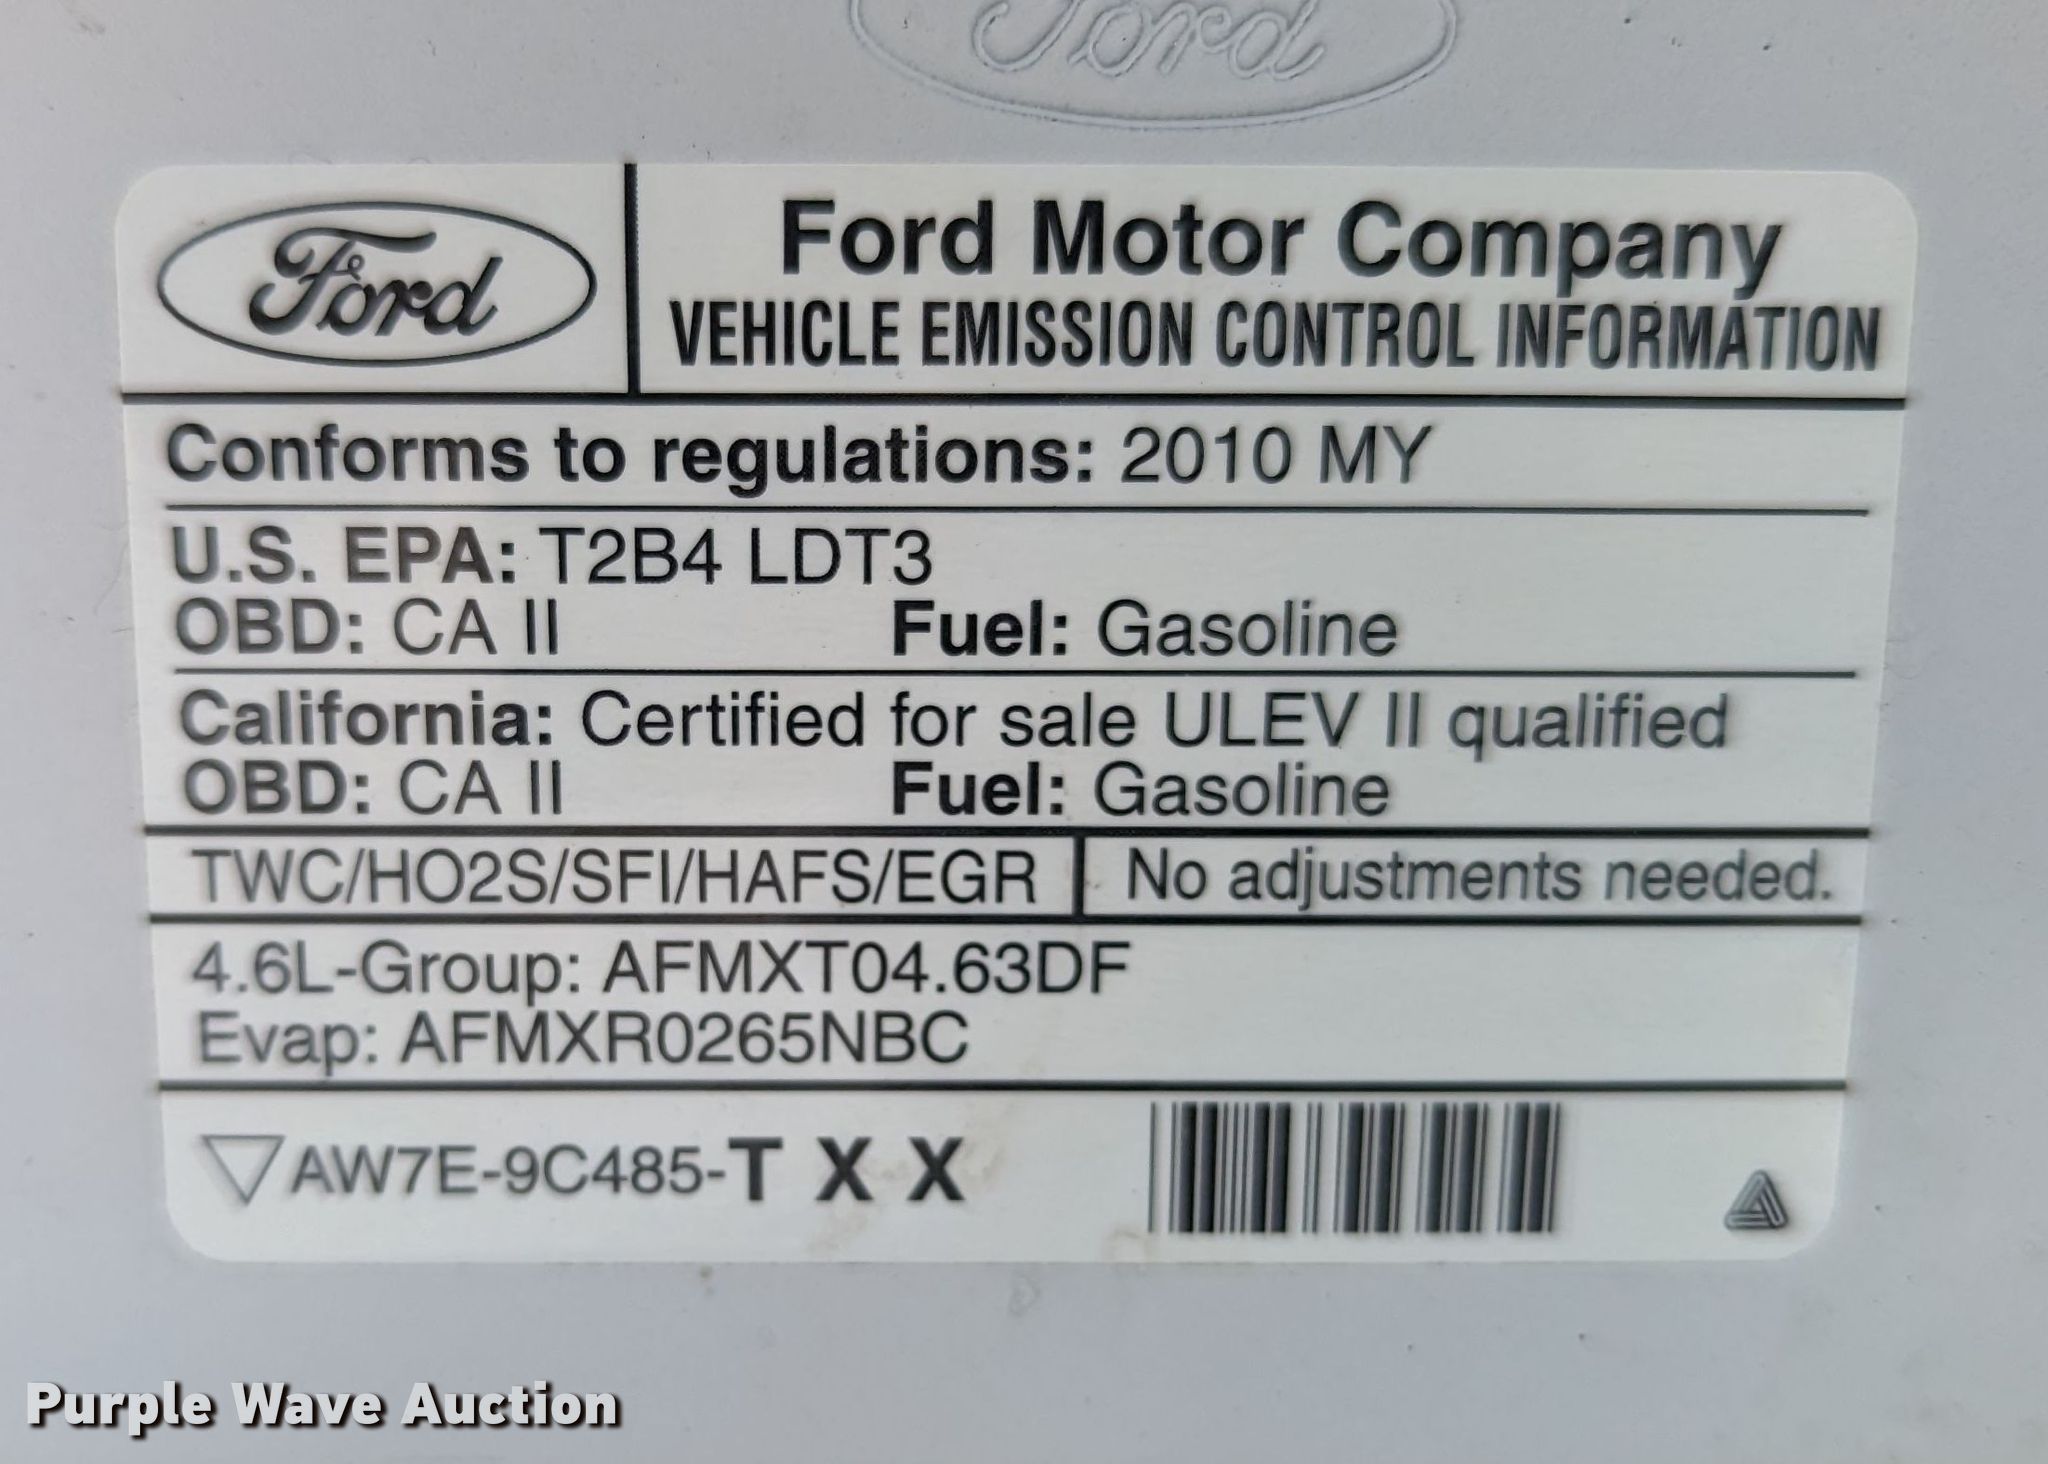 Ford
Ford
Ford Motor Company
VEHICLE EMISSION CONTROL INFORMATION
Conforms to regulations: 2010 MY
U.S. EPA: T2B4 LDT3
OBD: CA II Fuel: Gasoline
California: Certified for sale ULEV II qualified
OBD: CA II Fuel: Gasoline
TWC/HO2S/SFI/HAFS/EGR No adjustments needed.
4.6L-Group: AFMXT04.63DF
Evap: AFMXR0265NBC
AW7E-9C485-T X X
Purple Wave Auction